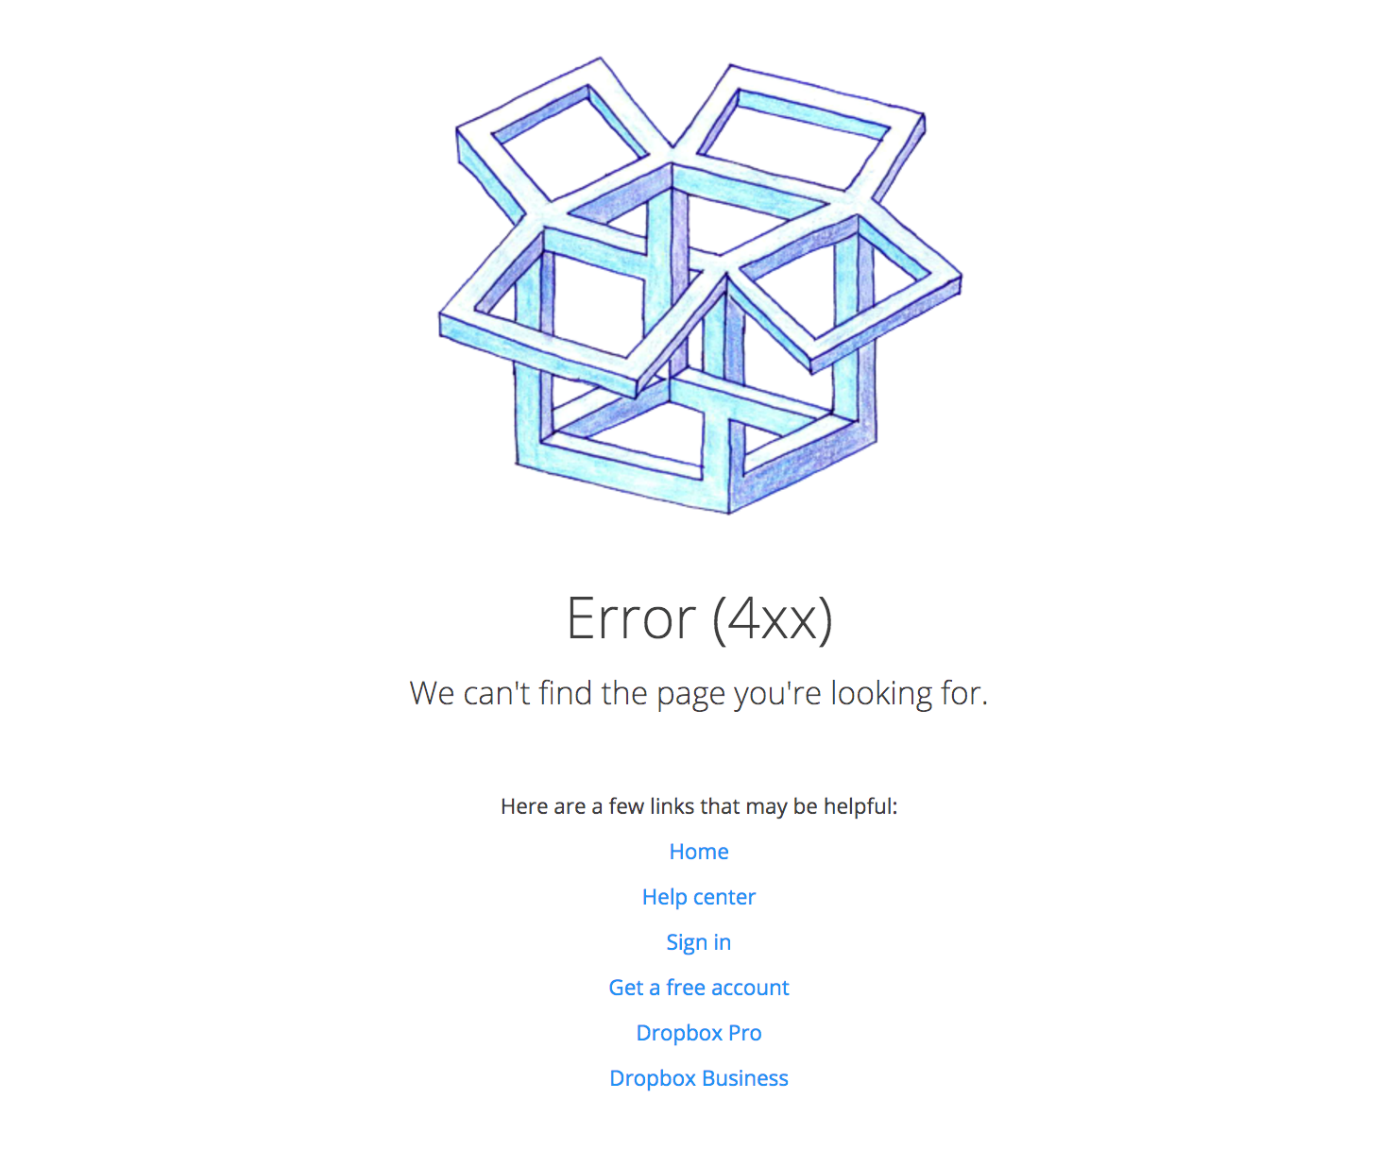 Error (4xx)
We can't find the page you're looking for.
Here are a few links that may be helpful:
Home
Help center
Sign in
Get a free account
Dropbox Pro
Dropbox Business